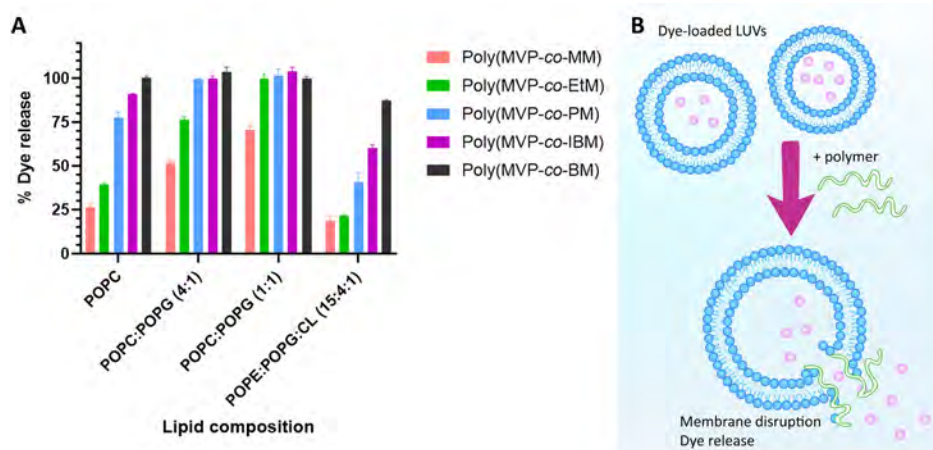 A
% Dye release
100
75
50
25
0
POPC
POPC:POPG (4:1)
POPC:POPG (1:1)
POPE:POPG:CL (15:4:1)
Lipid composition
Poly(MVP-co-MM)
Poly(MVP-co-EtM)
Poly(MVP-co-PM)
Poly(MVP-co-IBM)
Poly(MVP-co-BM)
B
Dye-loaded LUVs
+ polymer
Membrane disruption
Dye release